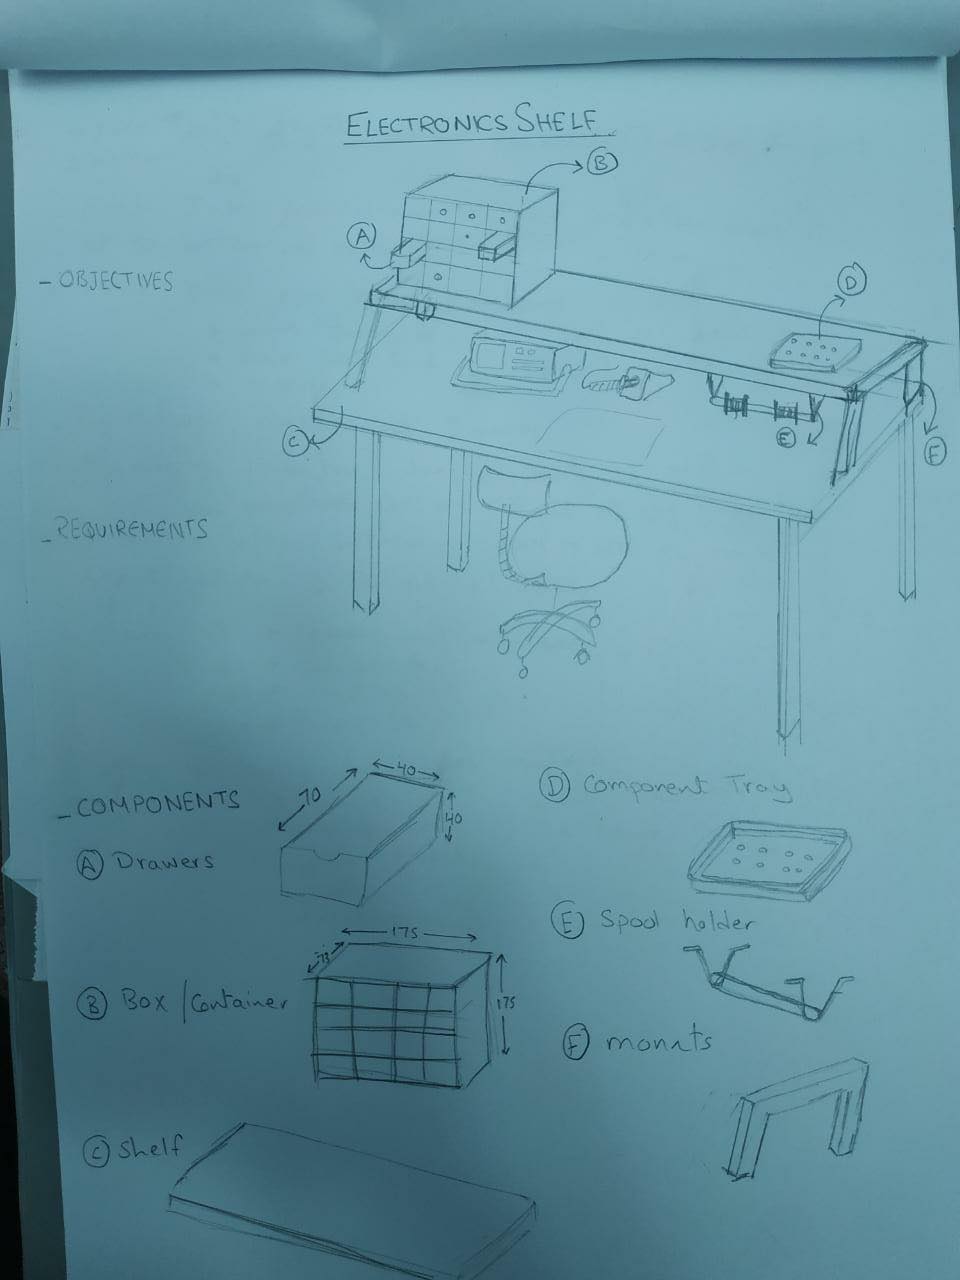 ELECTRONICS SHELF
B
A
- OBJECTIVES
D
C
E
F
- REQUIREMENTS
- COMPONENTS
70
40
40
A Drawers
D Component Tray
E Spool holder
175
73
175
B Box/Container
F mounts
C Shelf